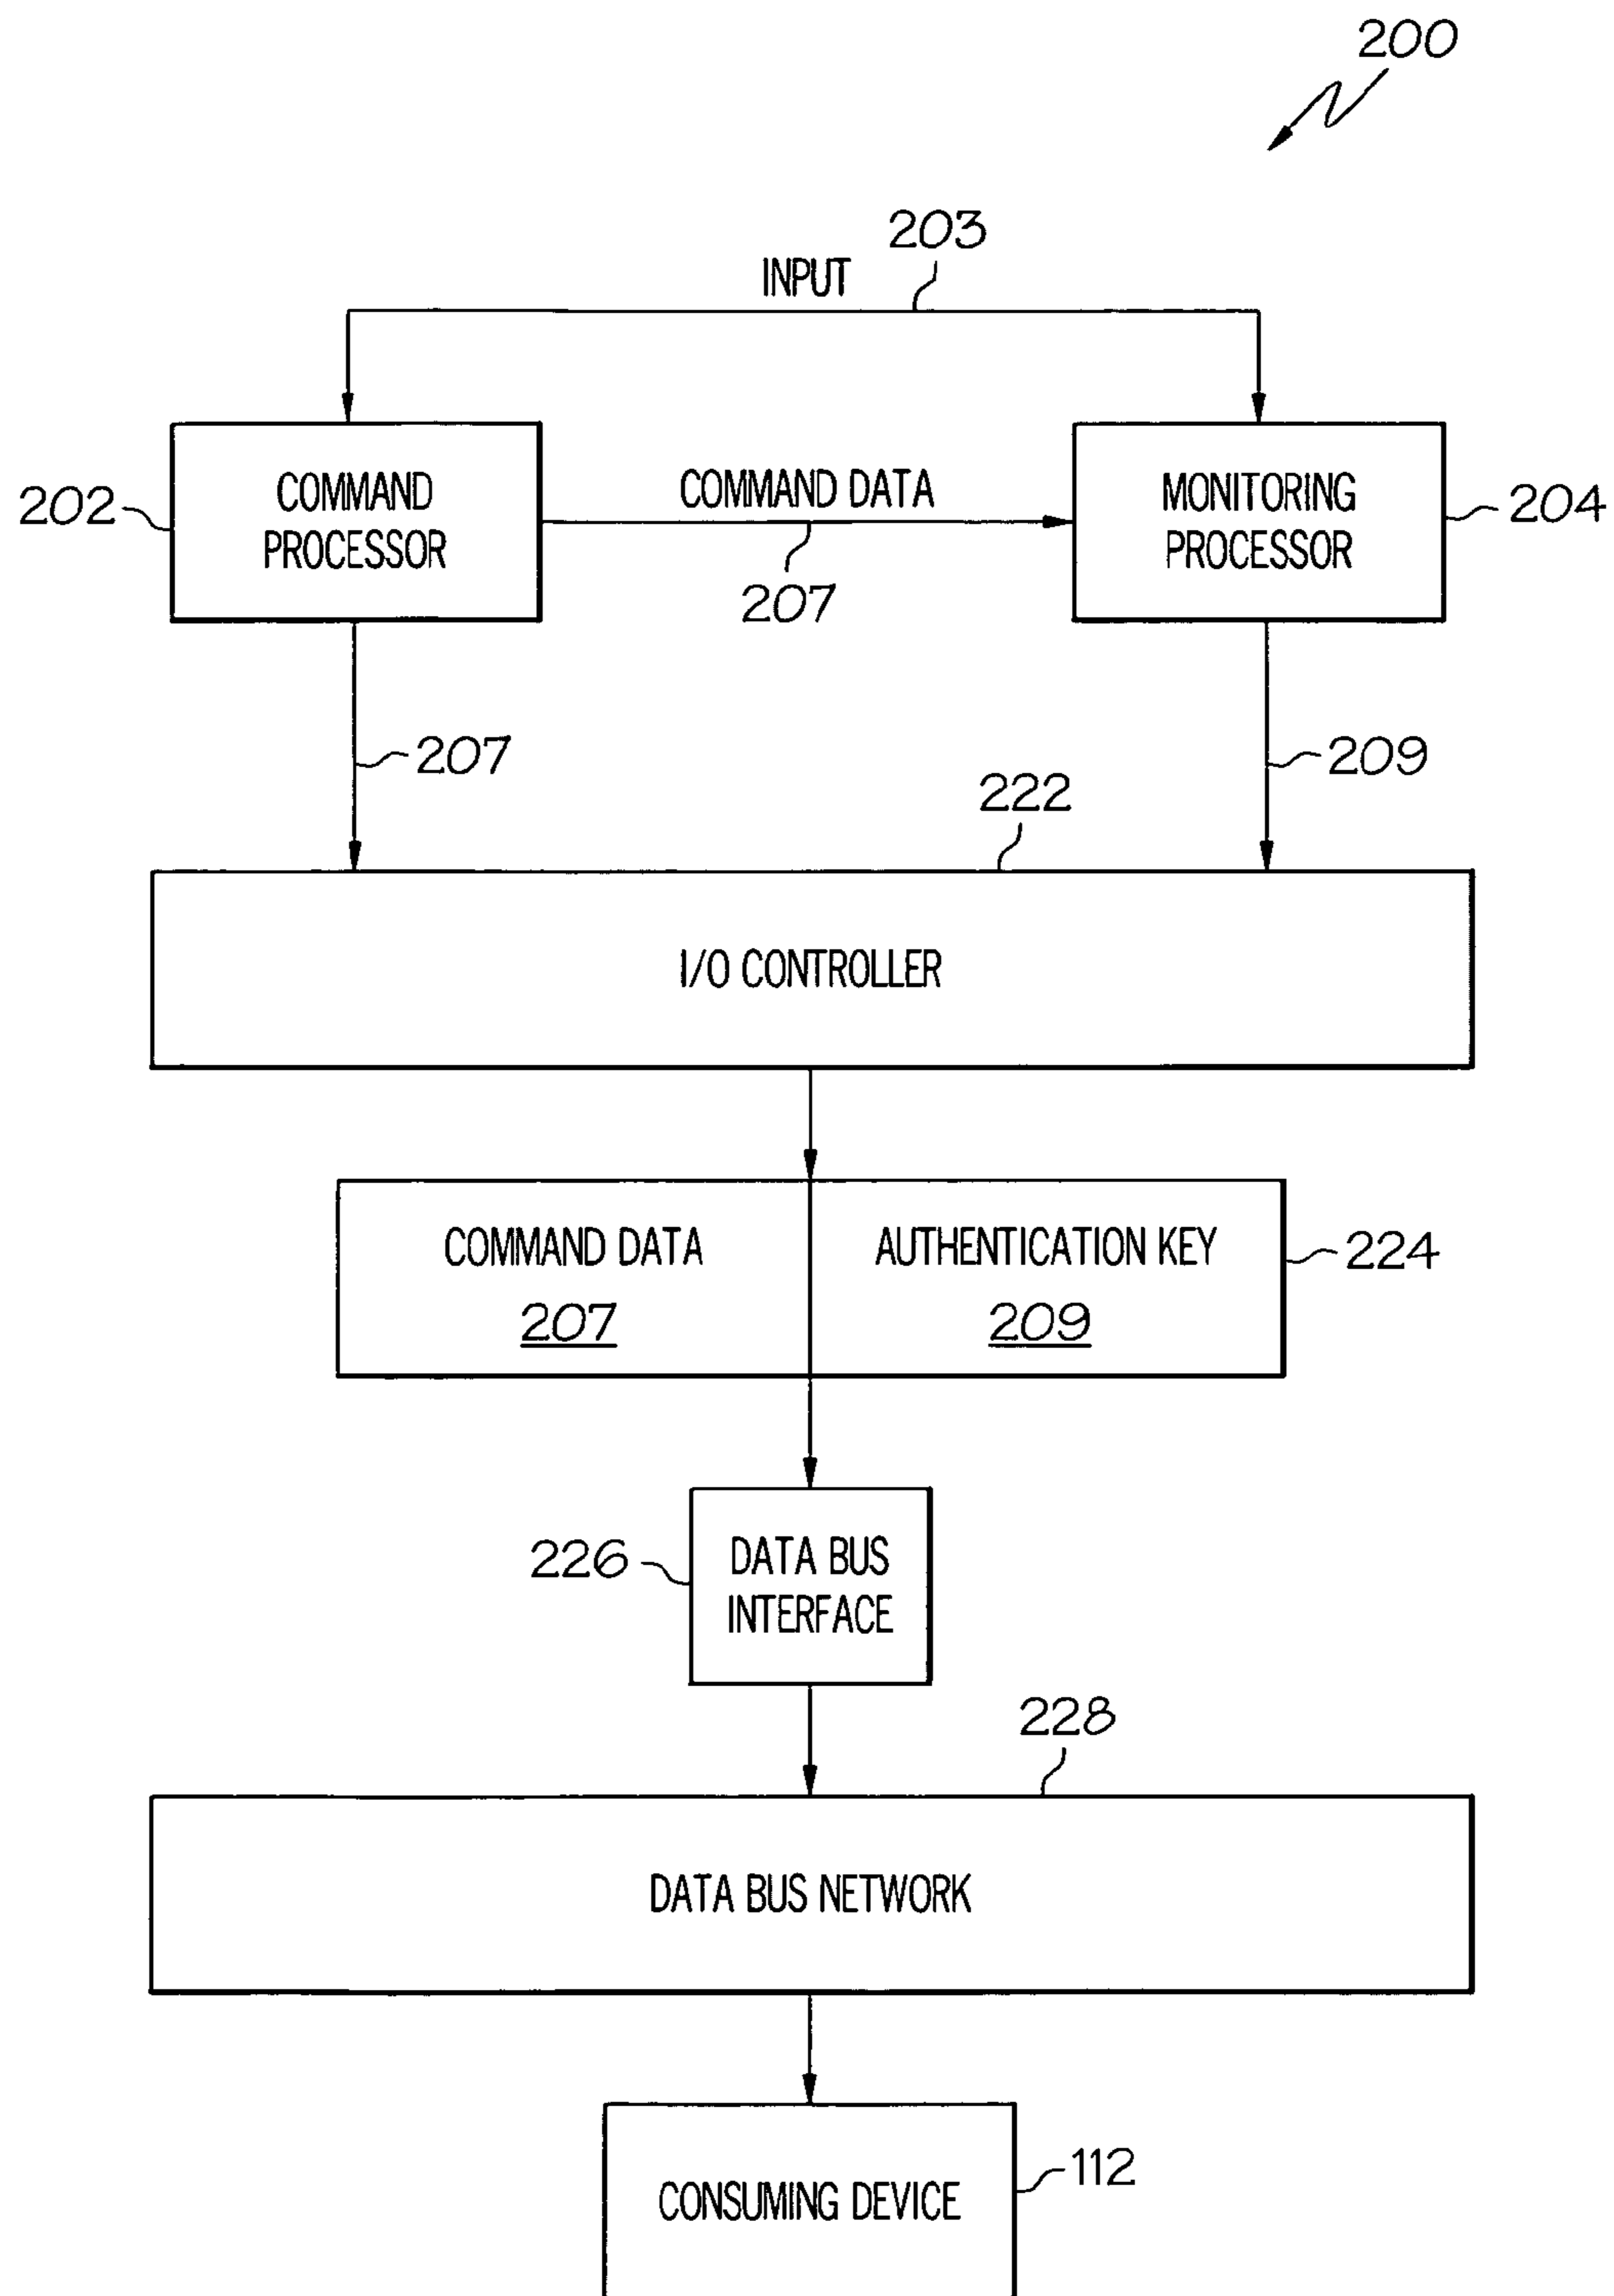 200
203
INPUT
COMMAND
PROCESSOR
202
COMMAND DATA
207
MONITORING
PROCESSOR
204
207
209
222
I/O CONTROLLER
COMMAND DATA
207
AUTHENTICATION KEY
209
224
226
DATA BUS
INTERFACE
228
DATA BUS NETWORK
CONSUMING DEVICE
112